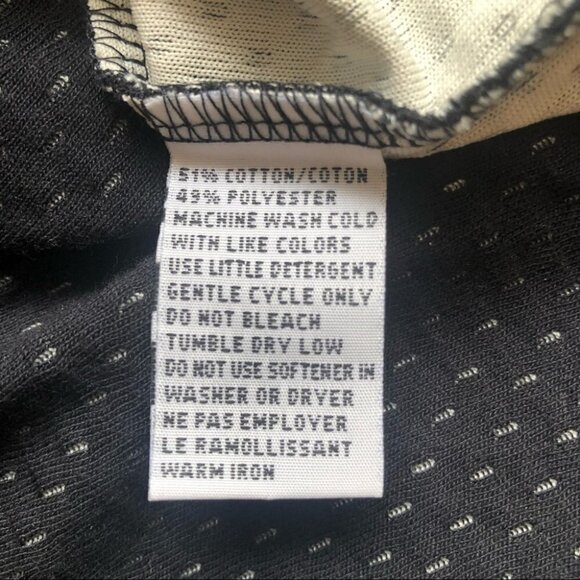 51% COTTON/COTON
49% POLYESTER
MACHINE WASH COLD
WITH LIKE COLORS
USE LITTLE DETERGENT
GENTLE CYCLE ONLY
DO NOT BLEACH
TUMBLE DRY LOW
DO NOT USE SOFTENER IN
WASHER OR DRYER
NE PAS EMPLOYER
LE RAMOLLISSANT
WARM IRON